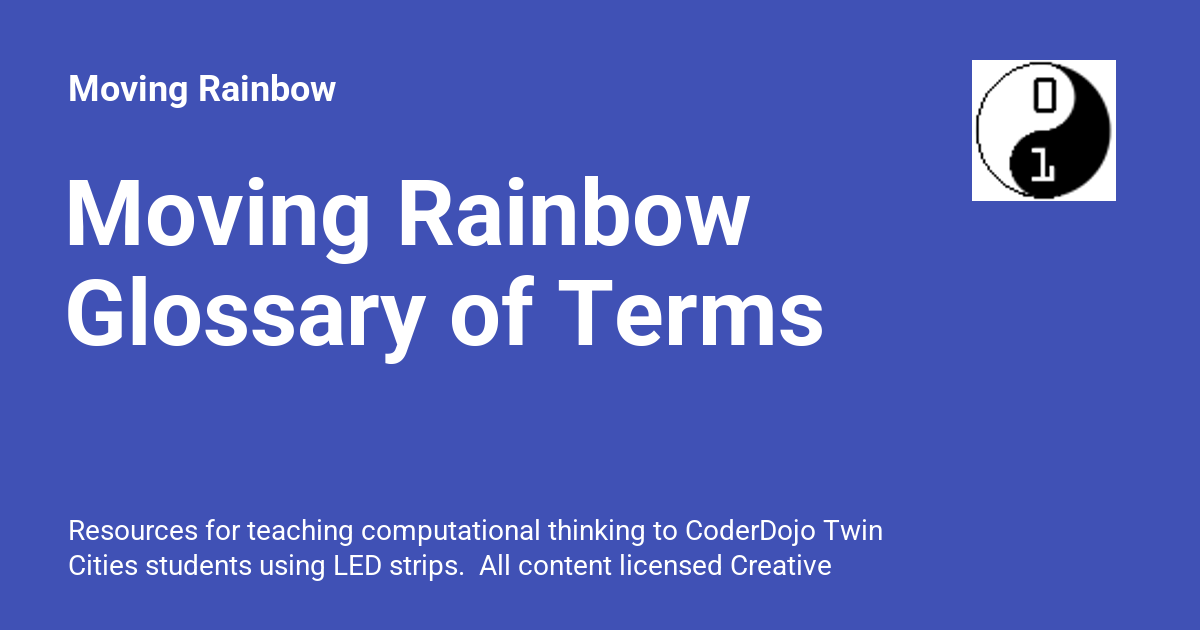 Moving Rainbow
0
1
Moving Rainbow
Glossary of Terms
Resources for teaching computational thinking to CoderDojo Twin
Cities students using LED strips.  All content licensed Creative